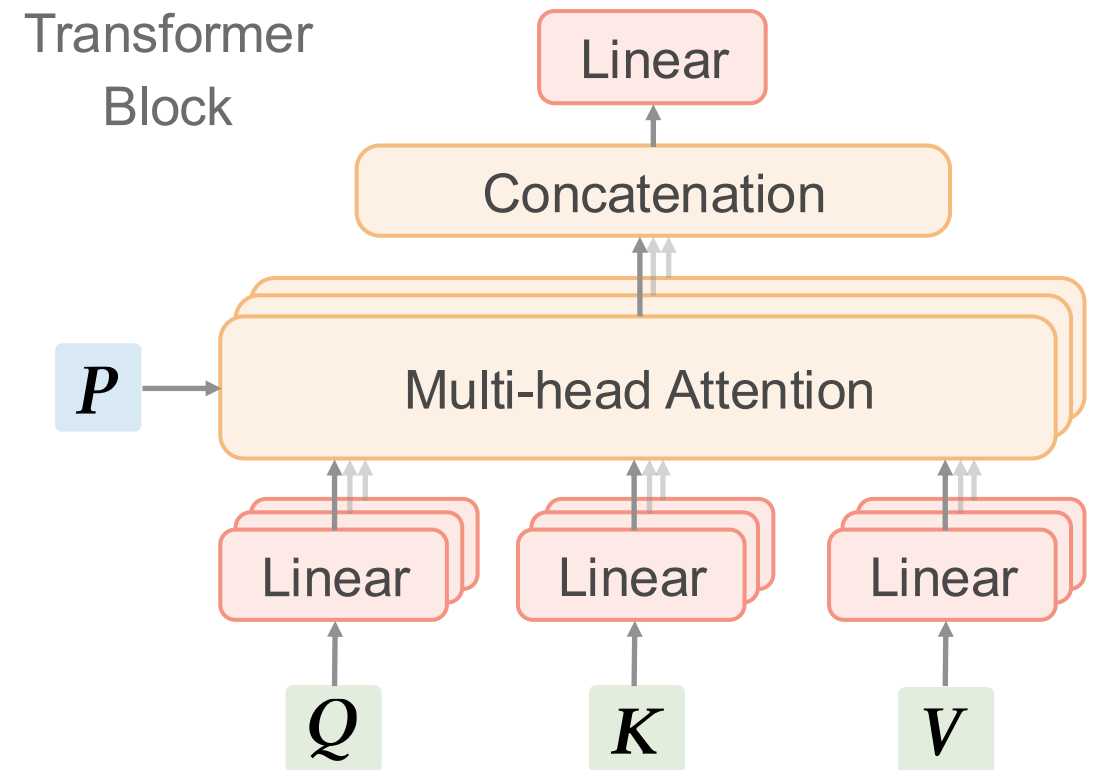 Transformer
Block
Linear
Concatenation
P
Multi-head Attention
Linear
Linear
Linear
Q
K
V